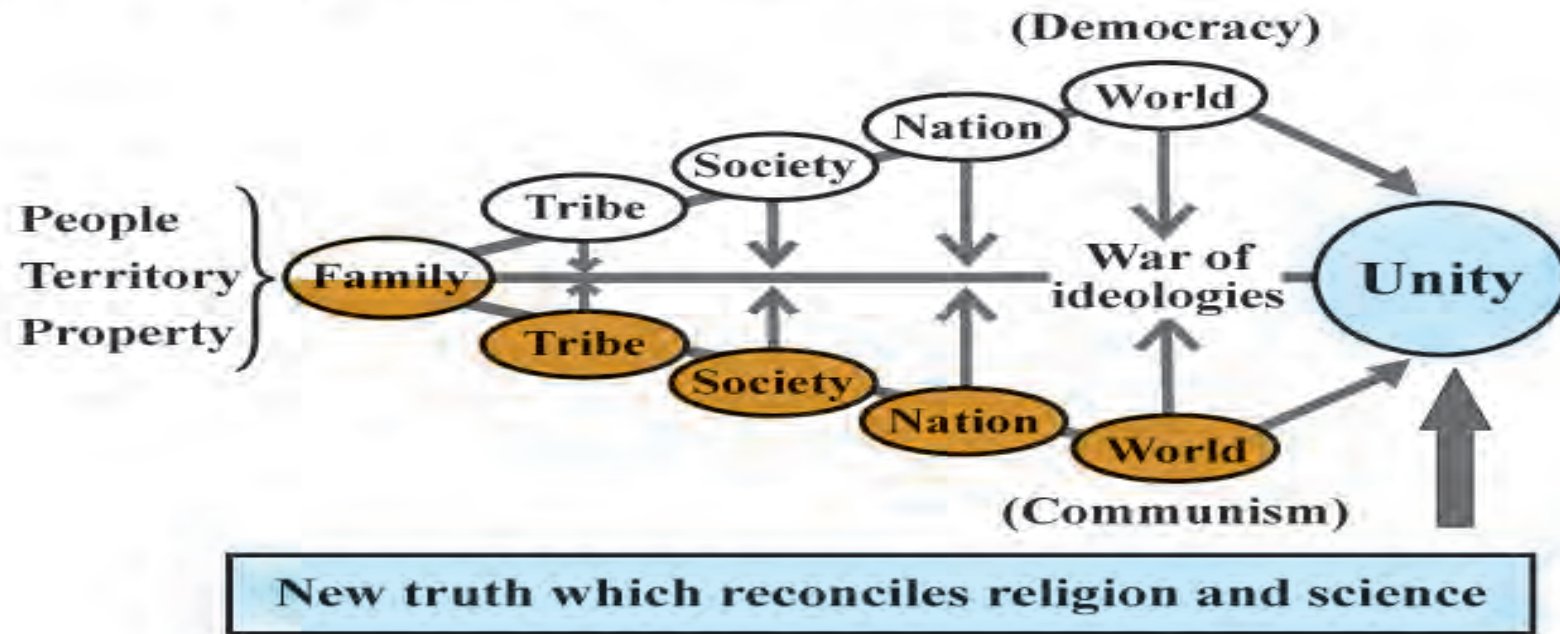 (Democracy)
World
Nation
Society
Tribe
People
Territory
Property
Family
War of
ideologies
Unity
Tribe
Society
Nation
World
(Communism)
New truth which reconciles religion and science